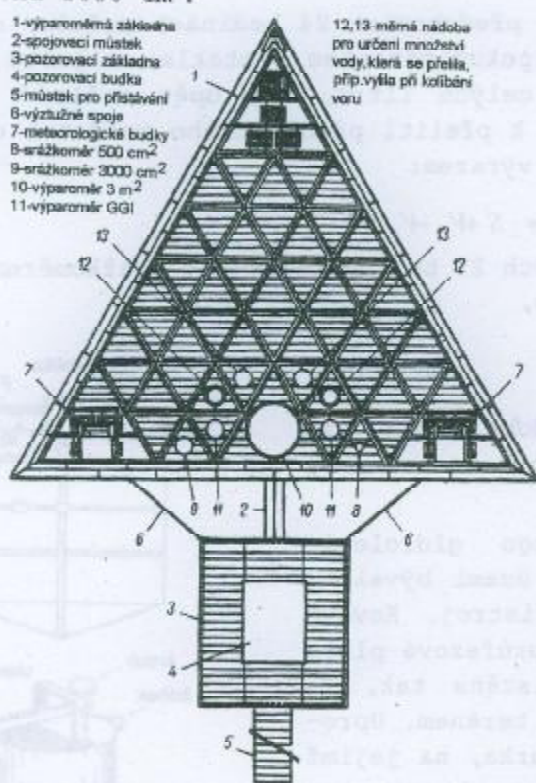 1-výparoměrná základna
2-spojovací můstek
3-pozorovací základna
4-pozorovací budka
5-můstek pro přistávání
6-výztužné spoje
7-meteorologické budky
8-srážkoměr 500 cm²
9-srážkoměr 3000 cm²
10-výparoměr 3 m²
11-výparoměr GGI
12,13-měrná nádoba
pro určení množství
vody, která se přelila,
příp. vylila při kolíbání
voru
1
13
12
13
12
7
7
9
11
2
10
11
8
6
6
3
4
5